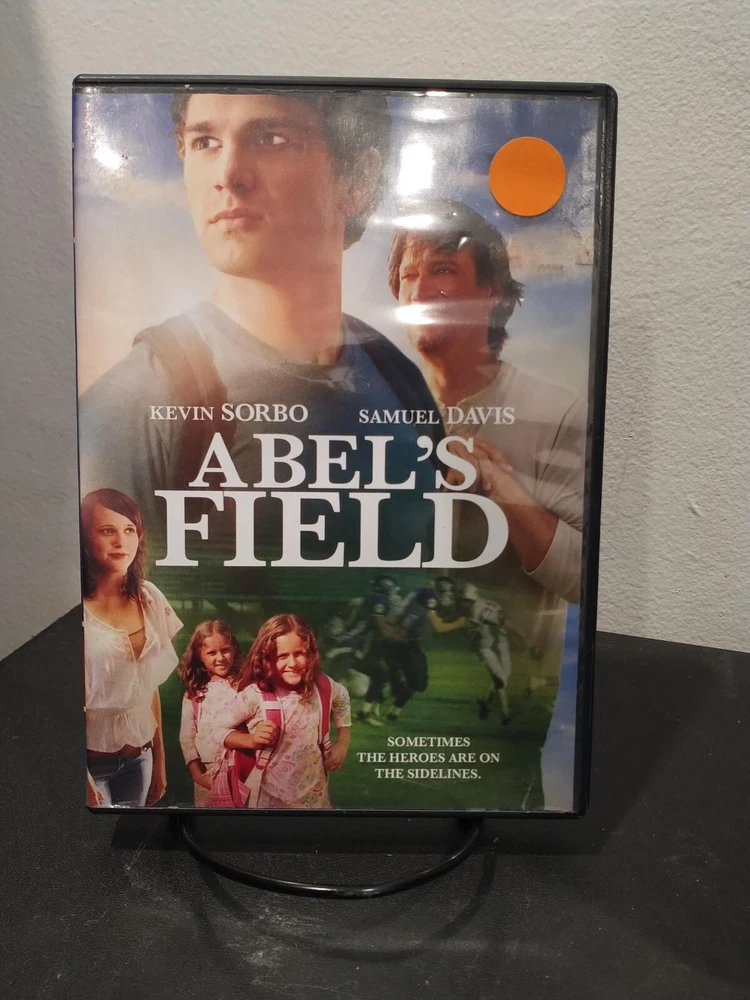 KEVIN SORBO SAMUEL DAVIS
ABEL'S
FIELD
SOMETIMES
THE HEROES ARE ON
THE SIDELINES.